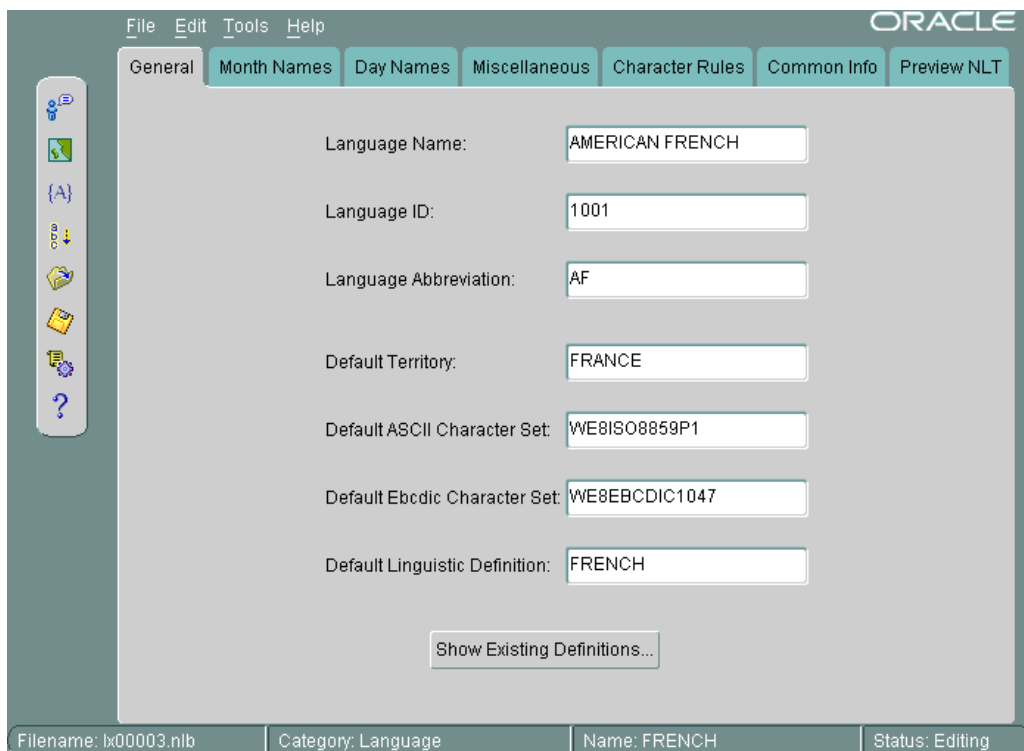 File Edit Tools Help
ORACLE
General Month Names Day Names Miscellaneous Character Rules Common Info Preview NLT
{A}
a
b
c
?
Language Name: AMERICAN FRENCH
Language ID: 1001
Language Abbreviation: AF
Default Territory: FRANCE
Default ASCII Character Set: WE8ISO8859P1
Default Ebcdic Character Set: WE8EBCDIC1047
Default Linguistic Definition: FRENCH
Show Existing Definitions...
Filename: lx00003.nlb Category: Language Name: FRENCH Status: Editing